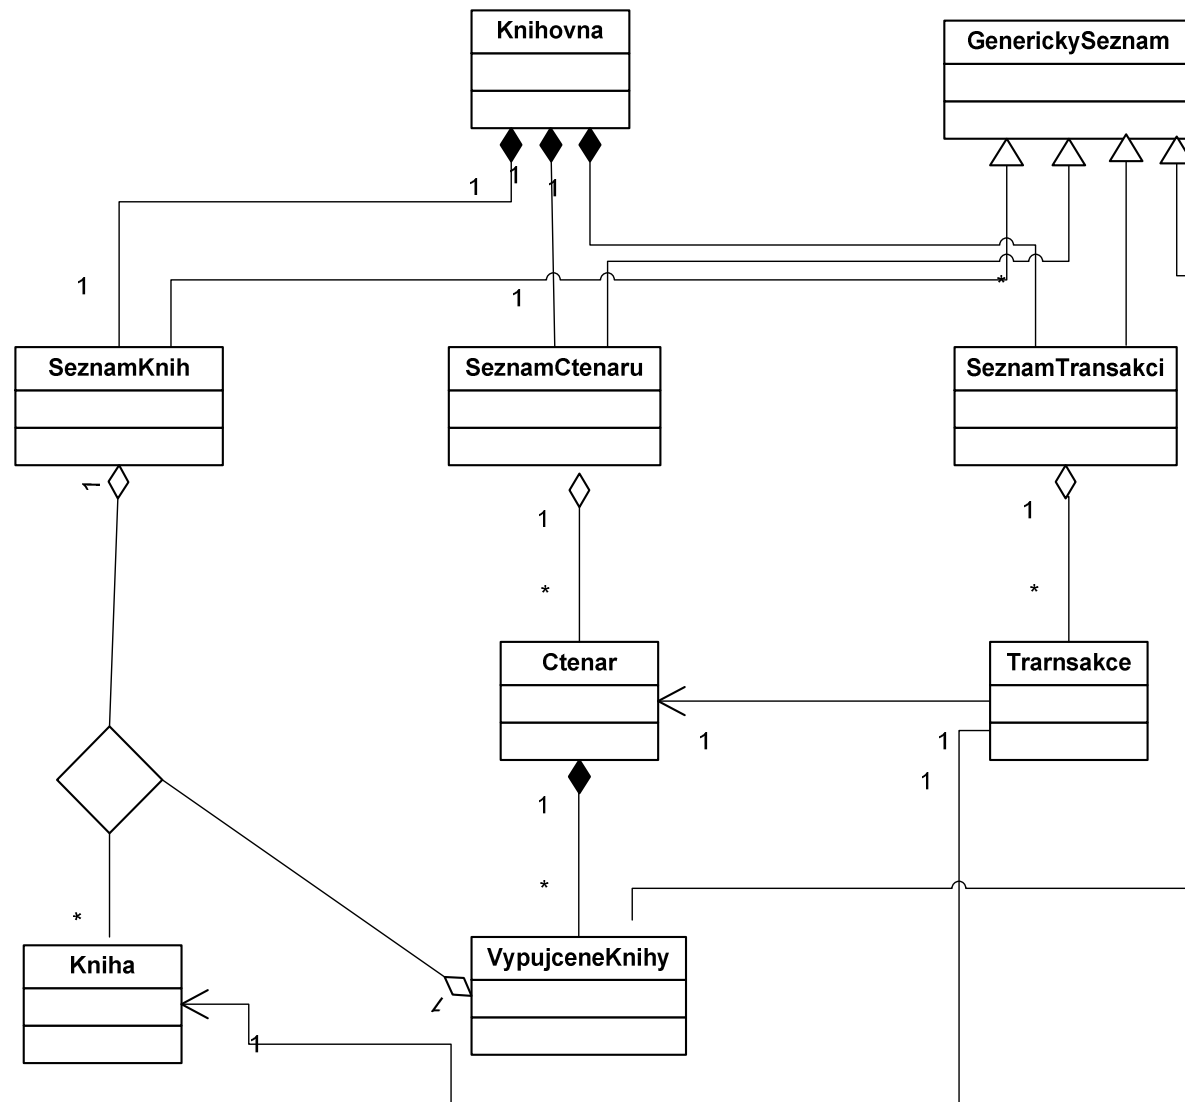 Knihovna
GenerickySeznam
1
1
1
1
1
*
SeznamKnih
SeznamCtenaru
SeznamTransakci
1
1
1
*
*
Ctenar
Trarnsakce
1
1
1
1
*
*
Kniha
VypujceneKnihy
1
1